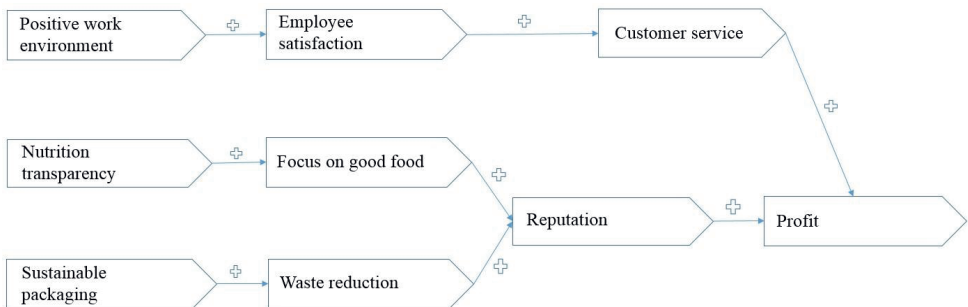 Positive work
environment
Employee
satisfaction
Customer service
Nutrition
transparency
Focus on good food
Reputation
Profit
Sustainable
packaging
Waste reduction